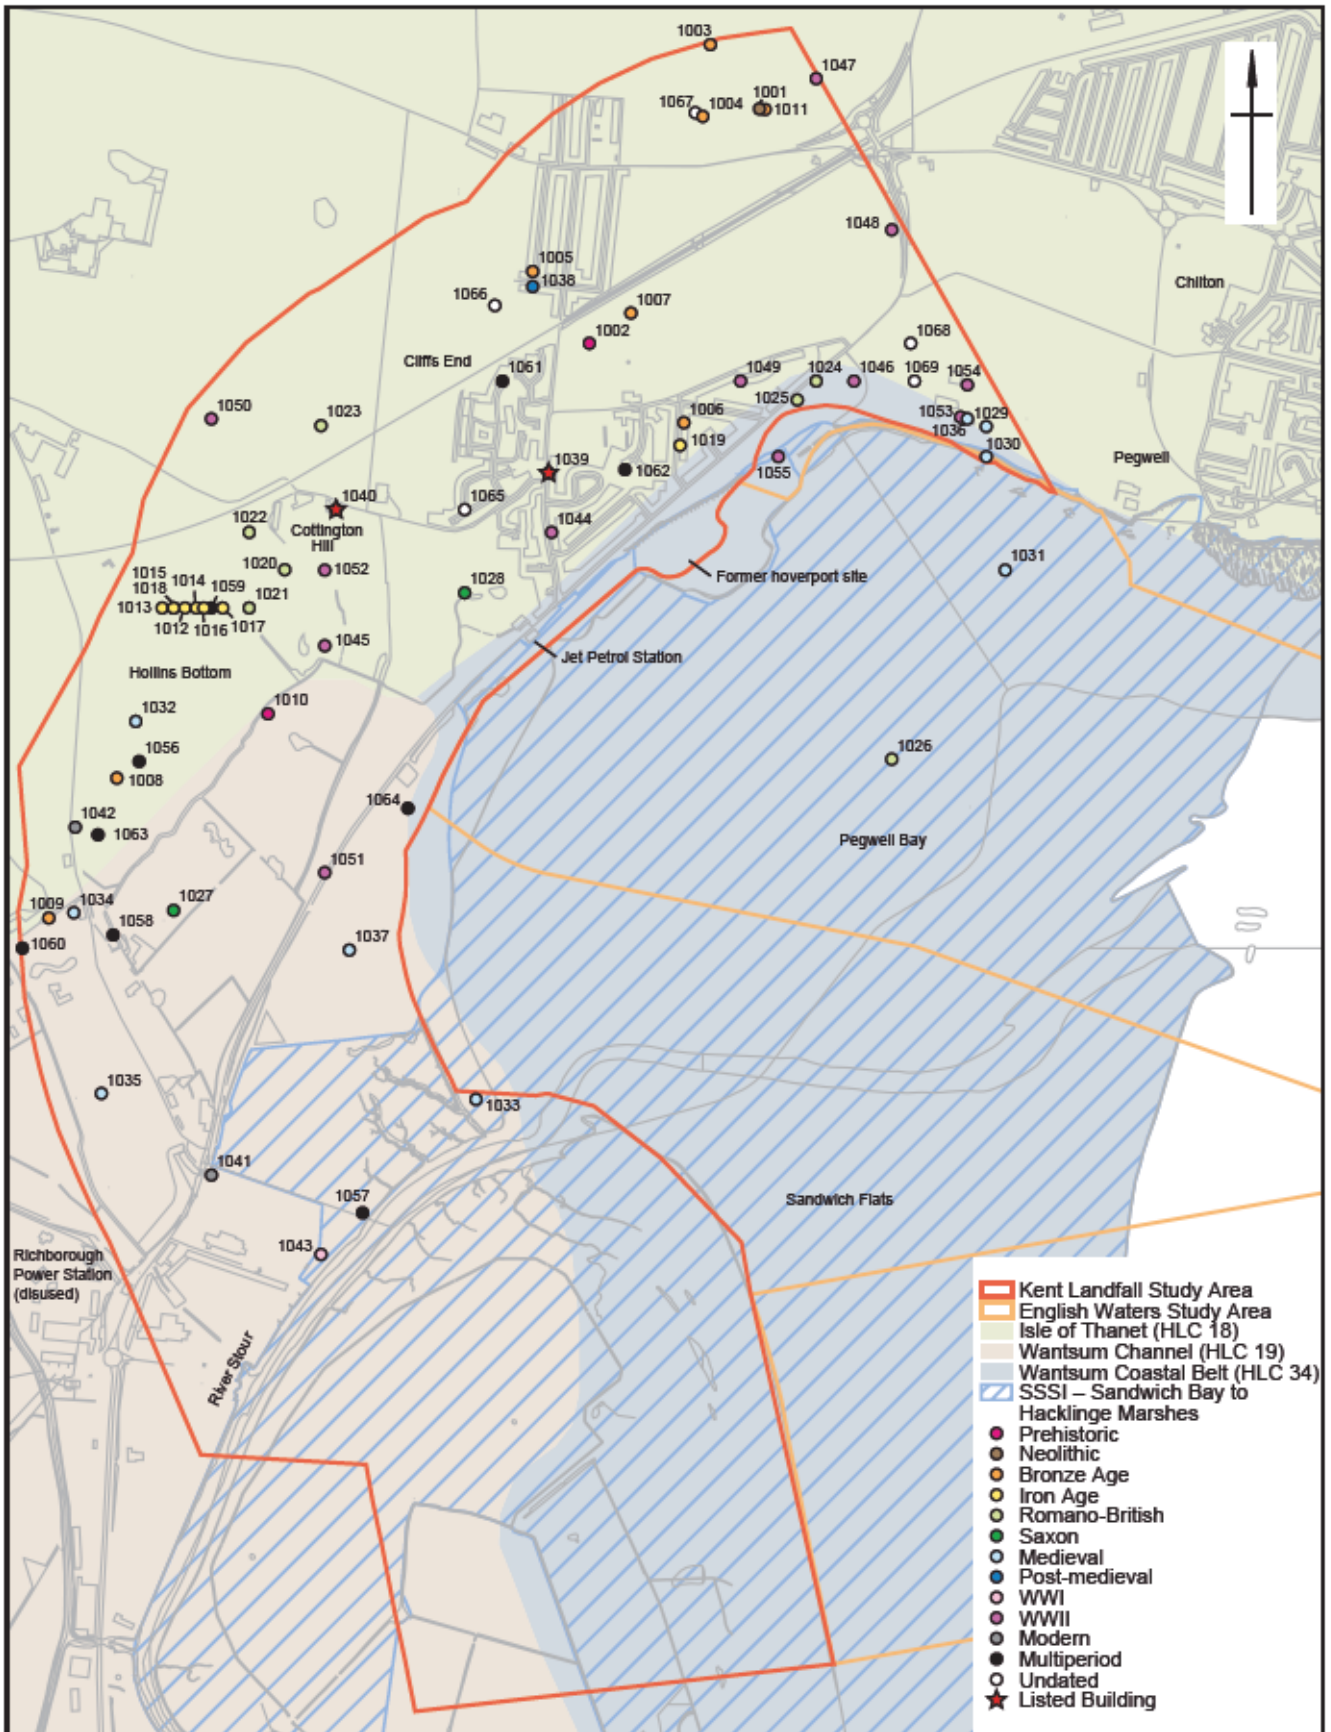 1003
1047
1001
1067
1004
1011
1048
Chilton
1005
1038
1066
1007
1002
1068
Cliffs End
1061
1049
1024
1046
1069
1054
1050
1023
1025
1006
1053
1029
1036
1019
1030
1039
1062
Pegwell
1040
1065
1022
Cottington
Hill
1044
1031
1020
1052
Former hoverport site
1015
1014
1059
1028
1018
1013
1021
1012
1016
1017
1045
Jet Petrol Station
Hollins Bottom
1010
1032
1026
1056
1008
1064
1042
1063
Pegwell Bay
1051
1027
1009
1034
1058
1060
1037
1035
1033
1041
Sandwich Flats
1057
1043
Richborough
Power Station
(disused)
River Stour
Kent Landfall Study Area
English Waters Study Area
Isle of Thanet (HLC 18)
Wantsum Channel (HLC 19)
Wantsum Coastal Belt (HLC 34)
SSSI – Sandwich Bay to
Hacklinge Marshes
Prehistoric
Neolithic
Bronze Age
Iron Age
Romano-British
Saxon
Medieval
Post-medieval
WWI
WWII
Modern
Multiperiod
Undated
Listed Building